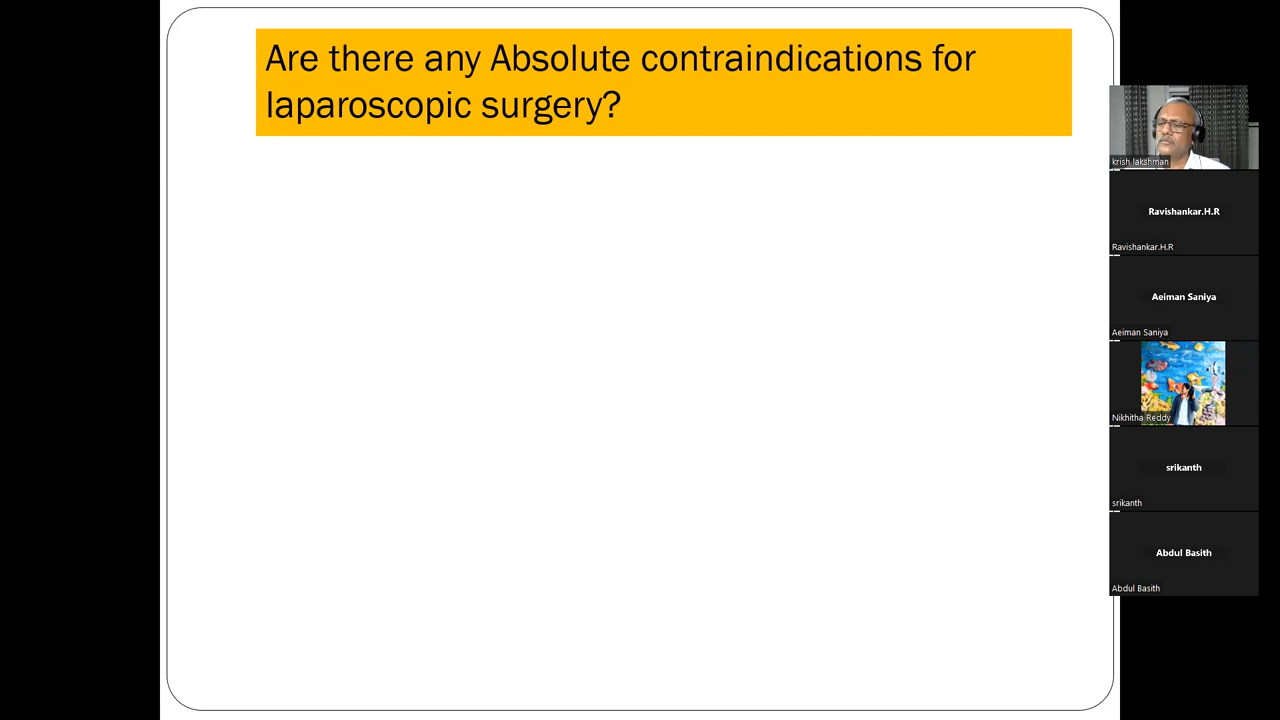 Are there any Absolute contraindications for
laparoscopic surgery?
krish lakshman
Ravishankar.H.R
Ravishankar.H.R
Aeiman Saniya
Aeiman Saniya
Nikhitha Reddy
srikanth
srikanth
Abdul Basith
Abdul Basith